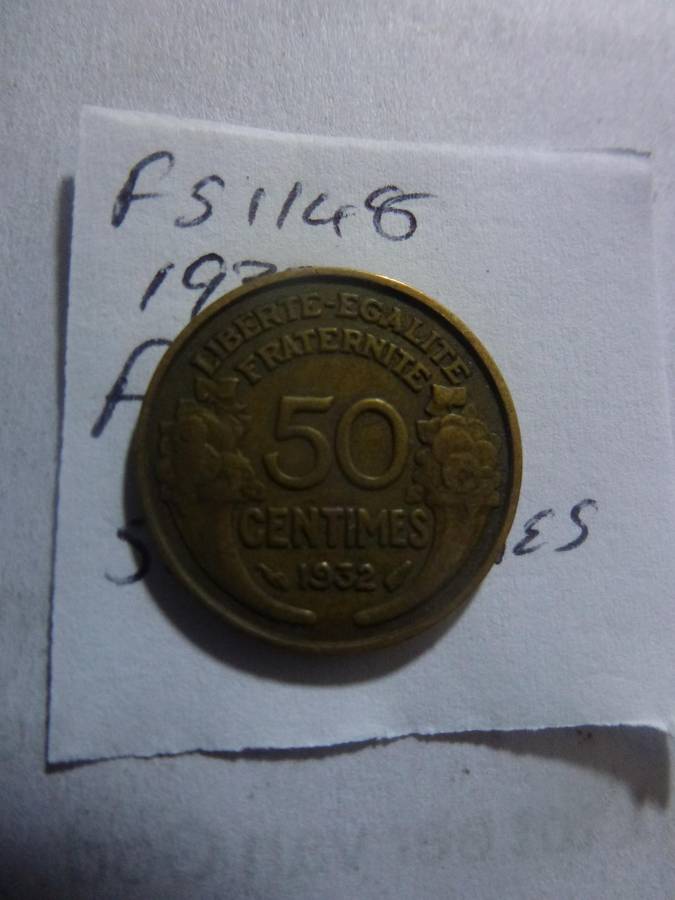 FS1148
LIBERTE-EGALITE
FRATERNITE
50
CENTIMES
1932